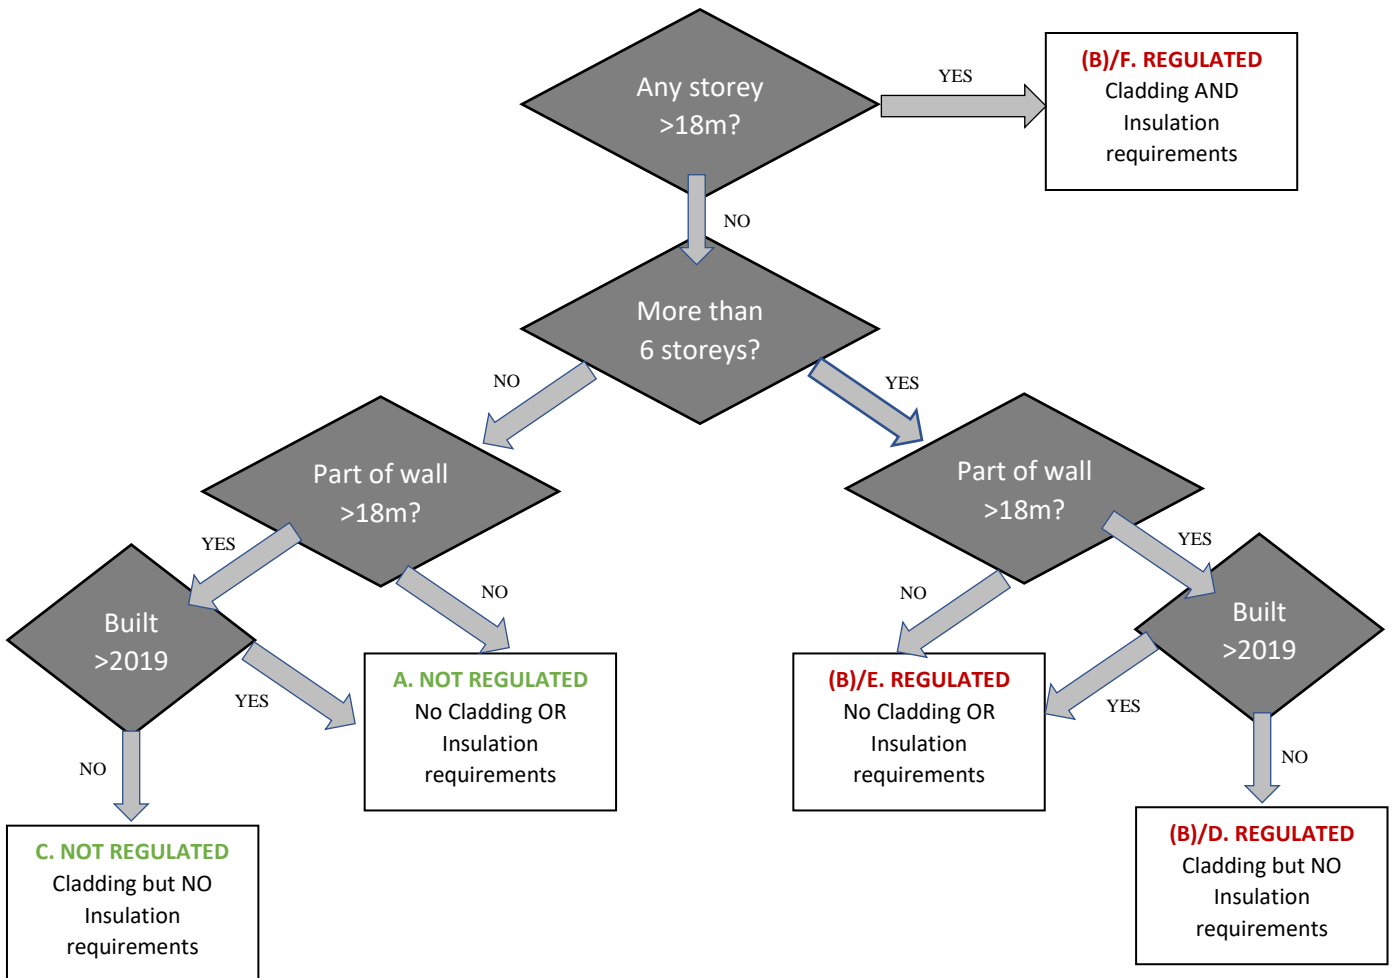 Any storey
>18m?
YES
(B)/F. REGULATED
Cladding AND
Insulation
requirements
NO
More than
6 storeys?
NO
YES
Part of wall
>18m?
Part of wall
>18m?
YES
NO
NO
YES
Built
>2019
Built
>2019
YES
A. NOT REGULATED
No Cladding OR
Insulation
requirements
(B)/E. REGULATED
No Cladding OR
Insulation
requirements
YES
NO
NO
C. NOT REGULATED
Cladding but NO
Insulation
requirements
(B)/D. REGULATED
Cladding but NO
Insulation
requirements